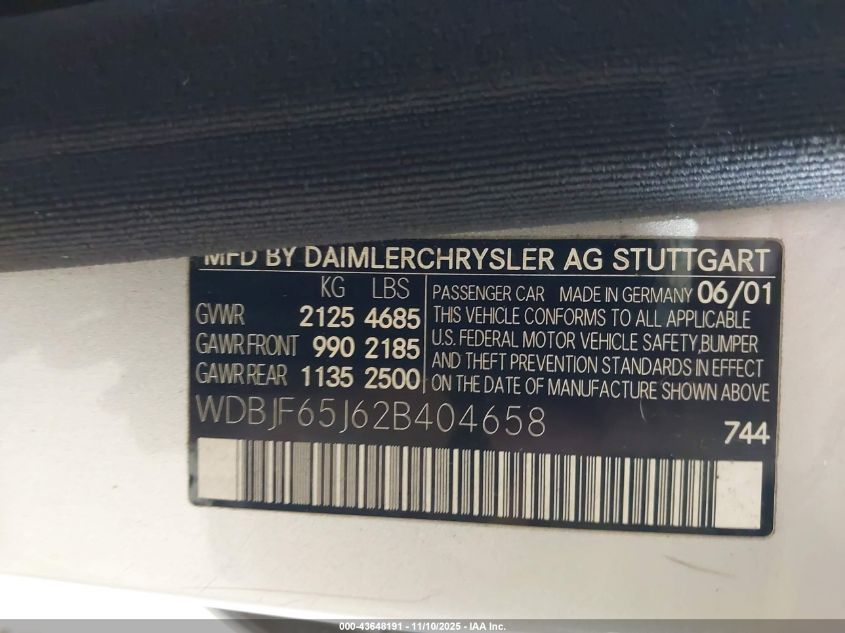 MFD BY DAIMLERCHRYSLER AG STUTTGART
KG LBS
GVWR 2125 4685
GAWR FRONT 990 2185
GAWR REAR 1135 2500
PASSENGER CAR MADE IN GERMANY 06/01
THIS VEHICLE CONFORMS TO ALL APPLICABLE
U.S. FEDERAL MOTOR VEHICLE SAFETY, BUMPER
AND THEFT PREVENTION STANDARDS IN EFFECT
ON THE DATE OF MANUFACTURE SHOWN ABOVE
WDBJF65J62B404658
744
000-43648191 - 11/10/2025 - IAA Inc.